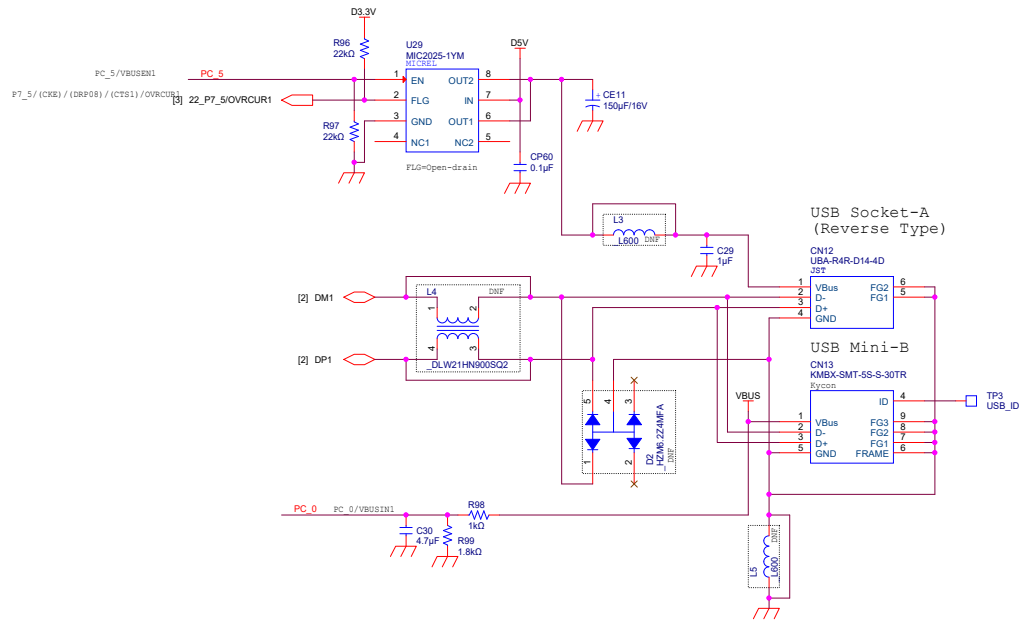 D3.3V
R96
22kΩ
U29
MIC2025-1YM
MICREL
D5V
PC_5/VBUSEN1
PC_5
1
EN
OUT2
8
P7_5/(CKE)/(DRP08)/(CTS1)/OVRCUR1
[3]
22_P7_5/OVRCUR1
2
FLG
IN
7
CE11
150μF/16V
+
R97
22kΩ
3
GND
OUT1
6
4
NC1
NC2
5
FLG=Open-drain
CP60
0.1μF
USB Socket-A
(Reverse Type)
L3
_L600
DNF
C29
1μF
CN12
UBA-R4R-D14-4D
JST
1
VBus
FG2
6
2
D-
FG1
5
3
D+
4
GND
[2]
DM1
L4
DNF
1
2
4
3
_DLW21HN900SQ2
[2]
DP1
USB Mini-B
CN13
KMBX-SMT-5S-S-30TR
Kycon
ID
4
TP3
USB_ID
VBUS
1
VBus
FG3
9
2
D-
FG2
8
3
D+
FG1
7
5
GND
FRAME
6
5
4
3
1
2
D2
_HZM6.2Z4MFA
DNF
PC_0
PC_0/VBUSIN1
R98
1kΩ
C30
4.7μF
R99
1.8kΩ
L5
L600
DNF